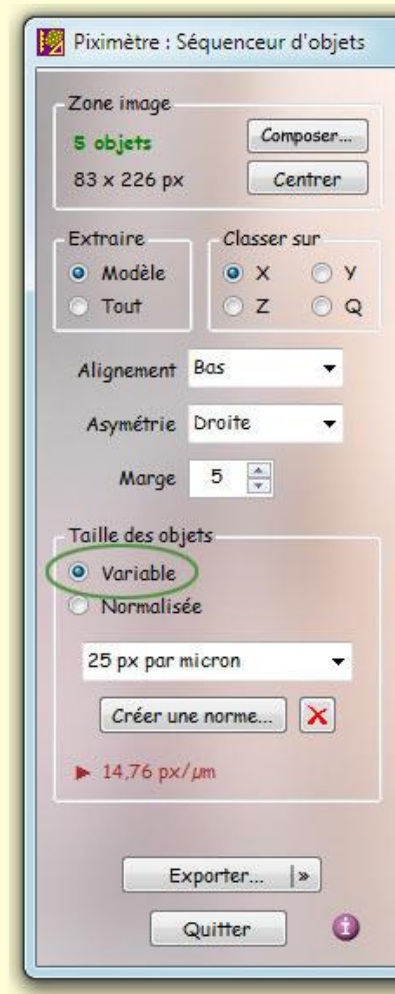 Piximètre : Séquenceur d'objets
Zone image
5 objets
Composer...
83 x 226 px
Centrer
Extraire
Classer sur
Modèle
X
Y
Tout
Z
Q
Alignement Bas
Asymétrie Droite
Marge 5
Taille des objets
Variable
Normalisée
25 px par micron
Créer une norme...
14,76 px/µm
Exporter... »
Quitter